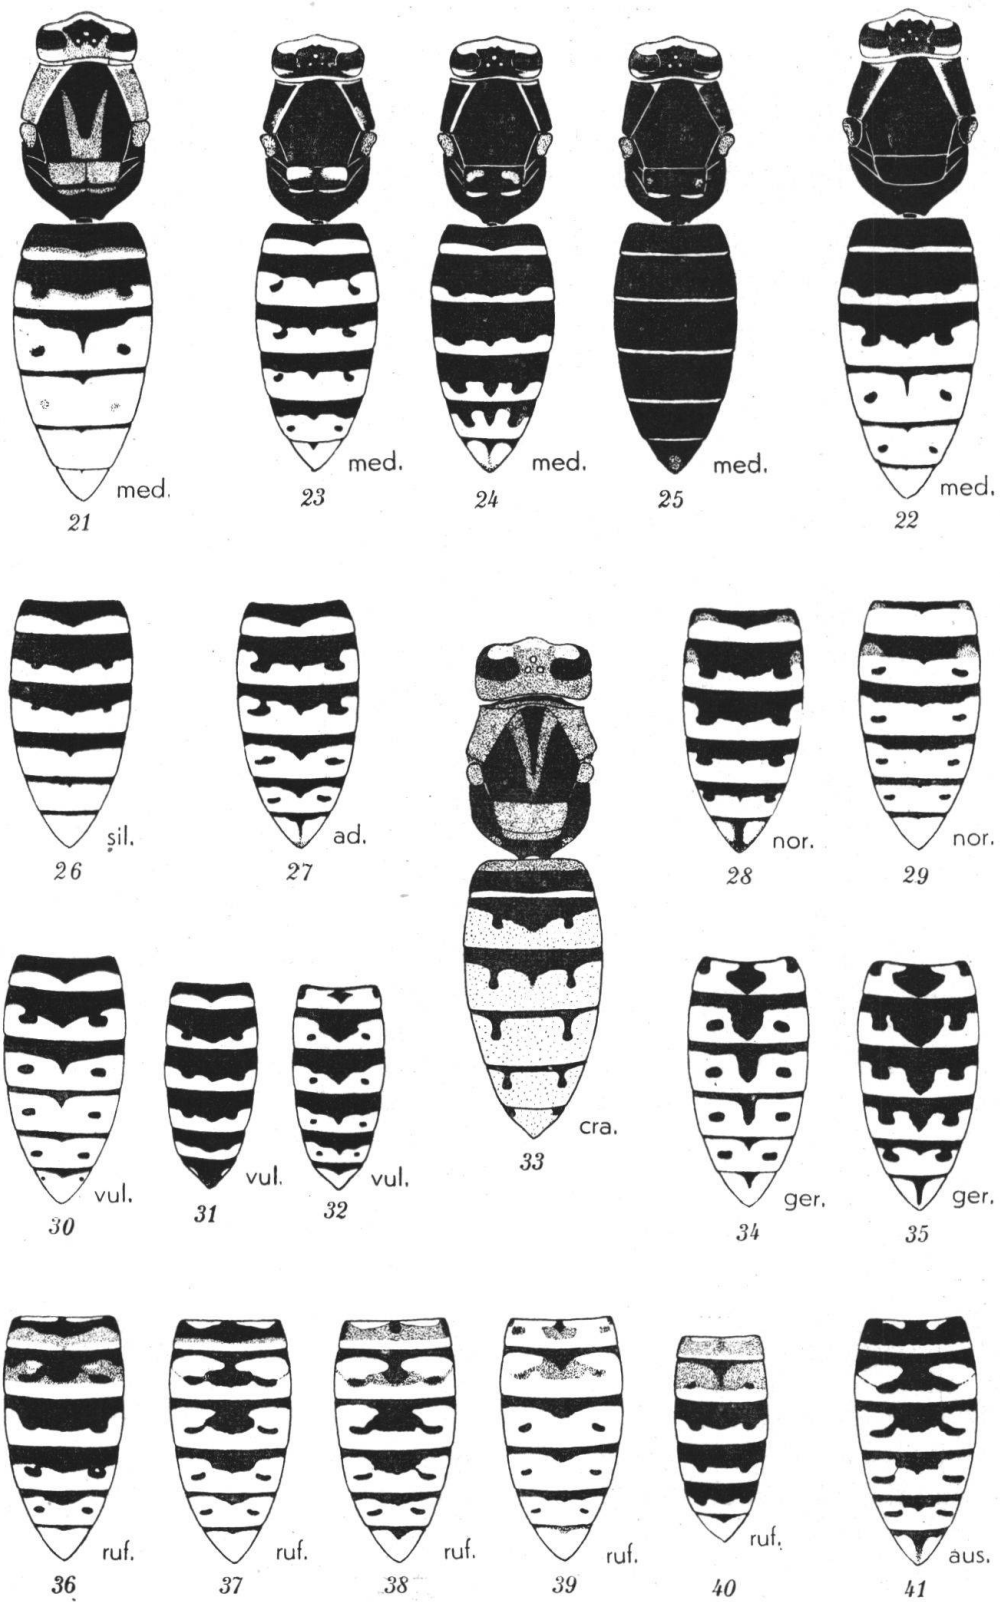 med.
21
med.
23
med.
24
med.
25
med.
22
sil.
26
ad.
27
cra.
33
nor.
28
nor.
29
vul.
30
vul.
31
vul.
32
ger.
34
ger.
35
ruf.
36
ruf.
37
ruf.
38
ruf.
39
ruf.
40
aus.
41